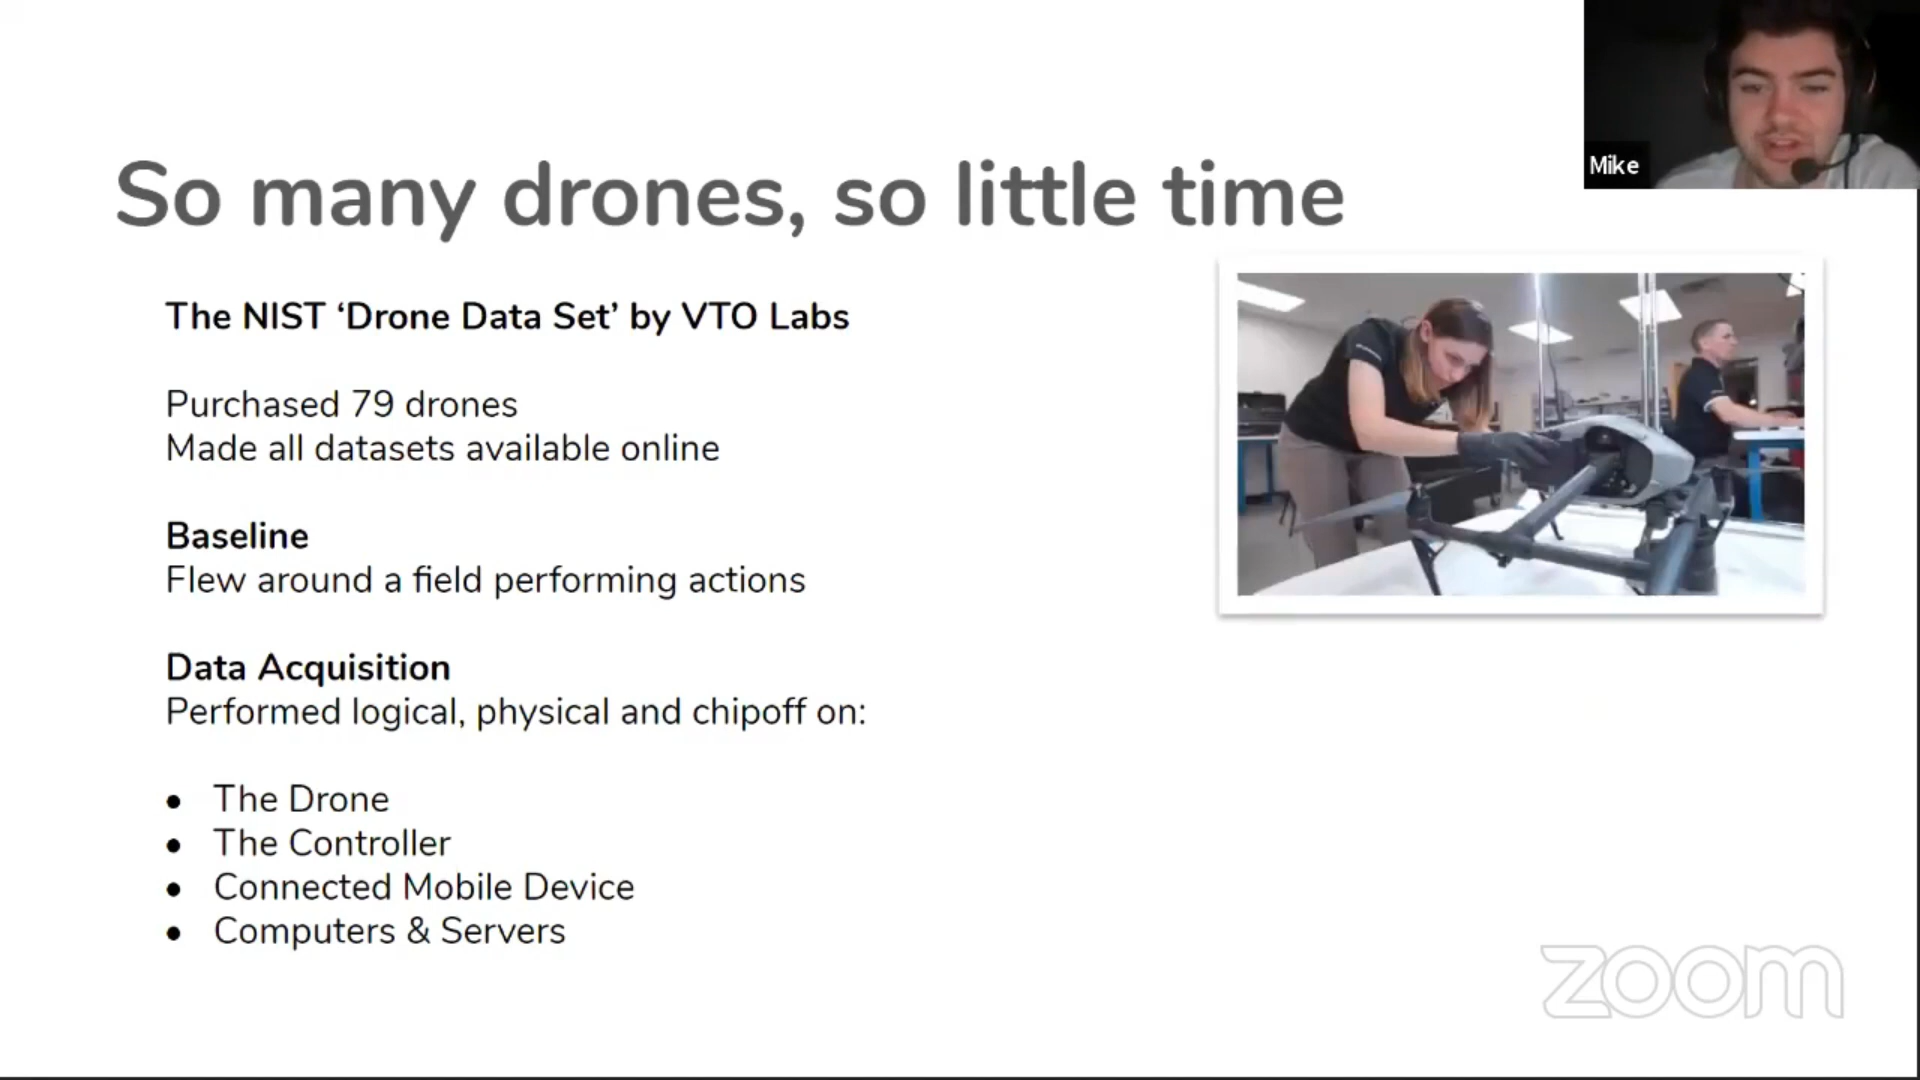 Mike
So many drones, so little time
The NIST ‘Drone Data Set’ by VTO Labs
Purchased 79 drones
Made all datasets available online
Baseline
Flew around a field performing actions
Data Acquisition
Performed logical, physical and chipoff on:
● The Drone
● The Controller
● Connected Mobile Device
● Computers & Servers
zoom